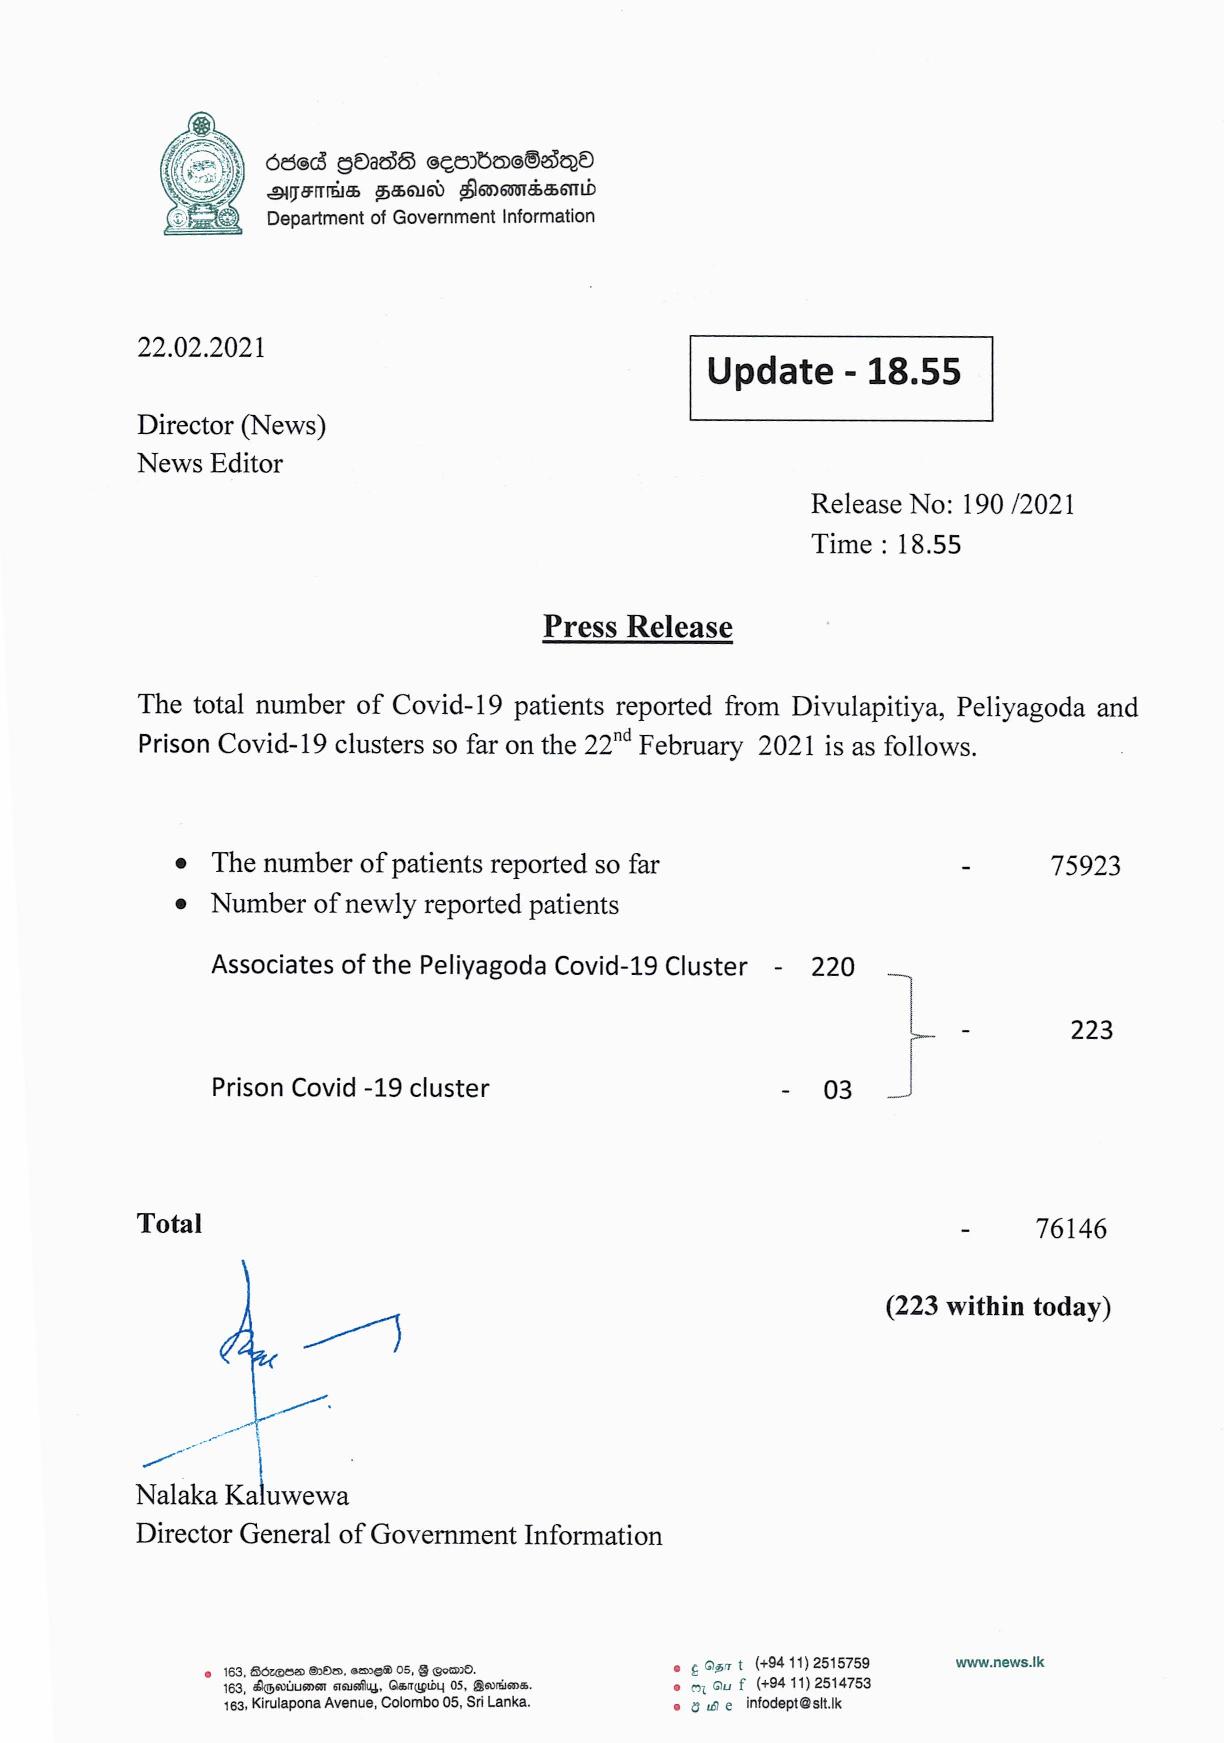 රජයේ ප්‍රවෘත්ති දෙපාර්තමේන්තුව
அரசாங்க தகவல் திணைக்களம்
Department of Government Information
22.02.2021
Update - 18.55
Director (News)
News Editor
Release No: 190 /2021
Time : 18.55
Press Release
The total number of Covid-19 patients reported from Divulapitiya, Peliyagoda and
Prison Covid-19 clusters so far on the 22nd February 2021 is as follows.
• The number of patients reported so far - 75923
• Number of newly reported patients
Associates of the Peliyagoda Covid-19 Cluster - 220
- 223
Prison Covid -19 cluster - 03
Total - 76146
(223 within today)
Nalaka Kaluwewa
Director General of Government Information
163, කිරුලපන මාවත, කොළඹ 05, ශ්‍රී ලංකාව.
163, கிருலப்பனை எவனியூ, கொழும்பு 05, இலங்கை.
163, Kirulapona Avenue, Colombo 05, Sri Lanka.
දු தொ t (+94 11) 2515759
ෆැ பெ f (+94 11) 2514753
ඊ மி e infodept@slt.lk
www.news.lk